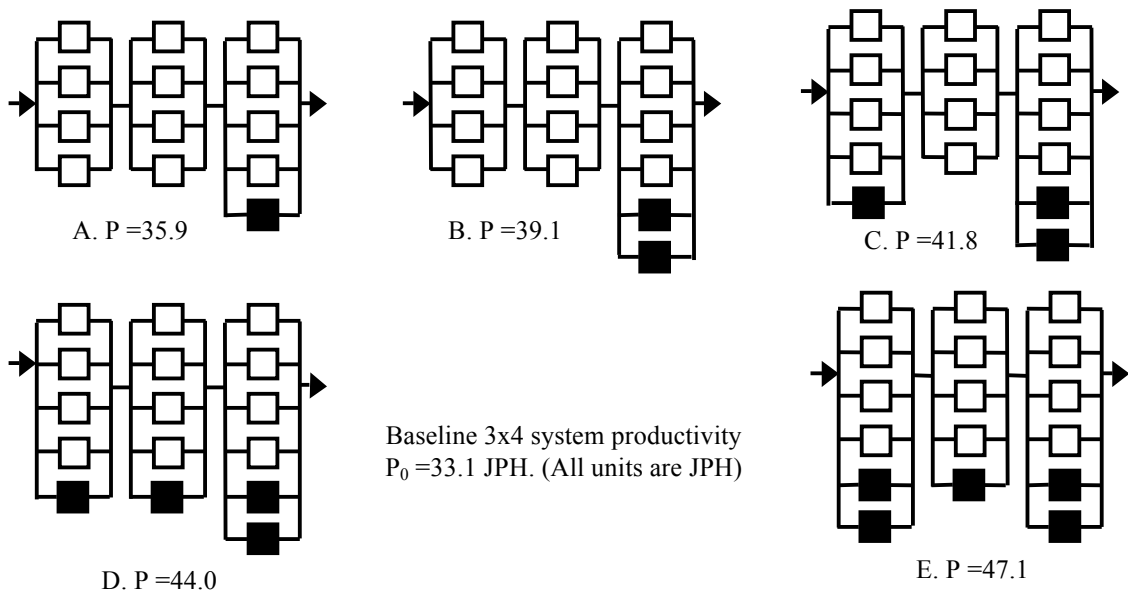 A. P =35.9
B. P =39.1
C. P =41.8
D. P =44.0
Baseline 3x4 system productivity
P₀ =33.1 JPH. (All units are JPH)
E. P =47.1